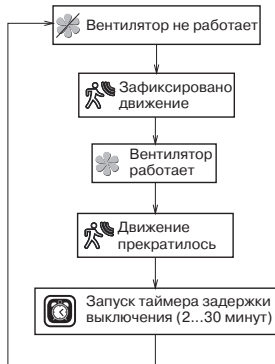 Вентилятор не работает
Зафиксировано
движение
Вентилятор
работает
Движение
прекратилось
Запуск таймера задержки
выключения (2...30 минут)